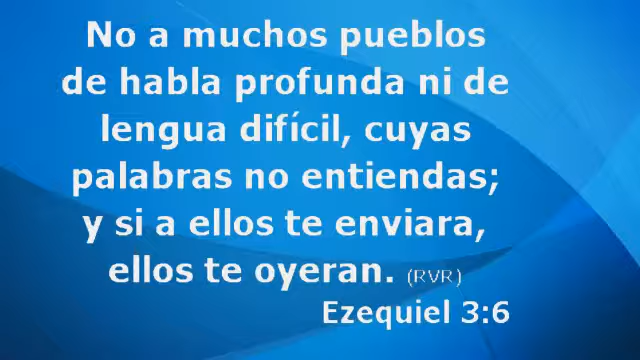 No a muchos pueblos
de habla profunda ni de
lengua difícil, cuyas
palabras no entiendas;
y si a ellos te enviara,
ellos te oyeran. (RVR)
Ezequiel 3:6